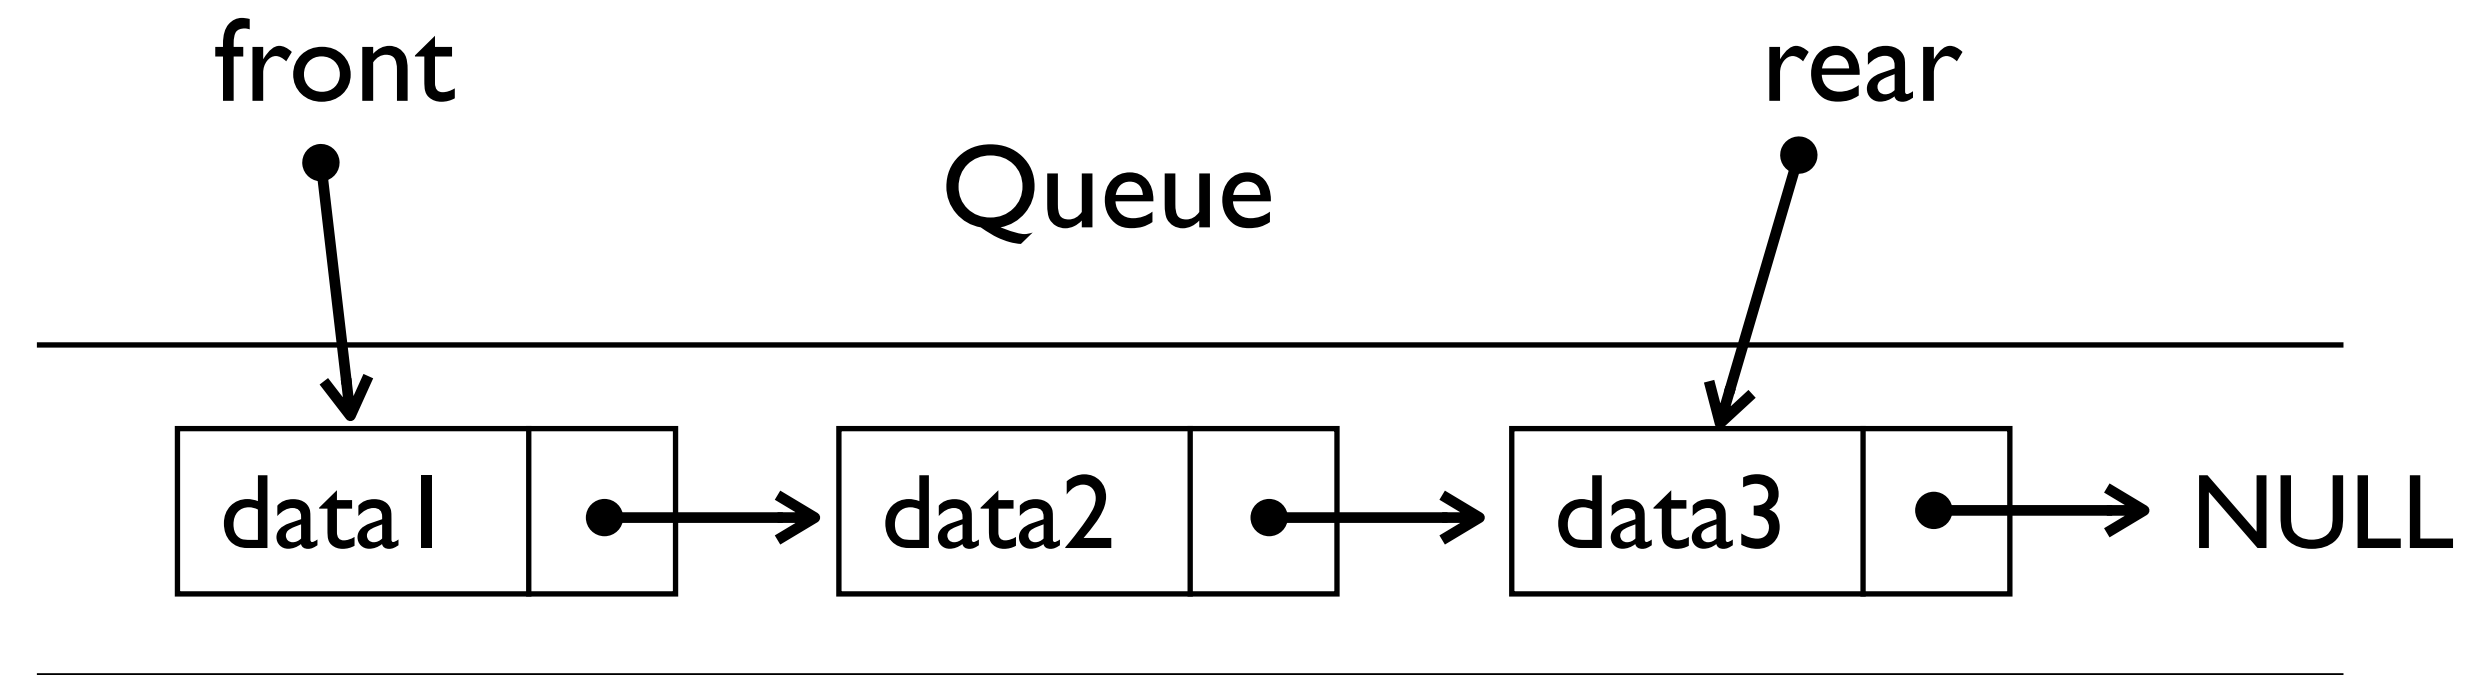 front
rear
Queue
data1
data2
data3
NULL